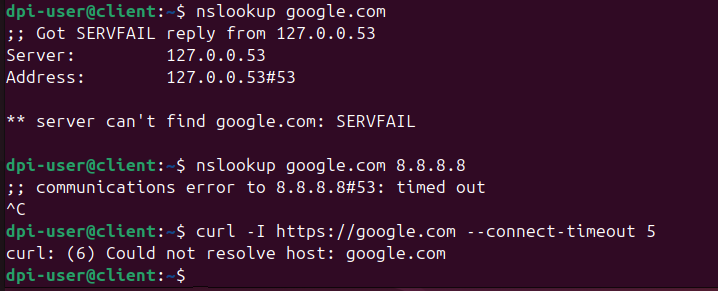 dpi-user@client:~$ nslookup google.com
;; Got SERVFAIL reply from 127.0.0.53
Server:         127.0.0.53
Address:        127.0.0.53#53

** server can't find google.com: SERVFAIL

dpi-user@client:~$ nslookup google.com 8.8.8.8
;; communications error to 8.8.8.8#53: timed out
^C
dpi-user@client:~$ curl -I https://google.com --connect-timeout 5
curl: (6) Could not resolve host: google.com
dpi-user@client:~$